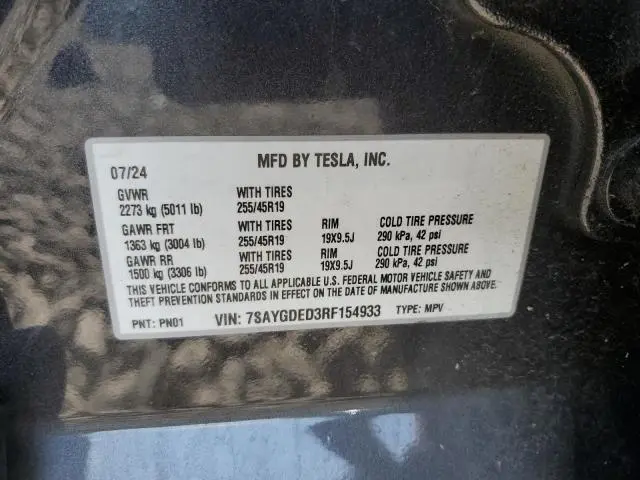 07/24 MFD BY TESLA, INC.
GVWR WITH TIRES
2273 kg (5011 lb) 255/45R19
GAWR FRT WITH TIRES RIM COLD TIRE PRESSURE
1363 kg (3004 lb) 255/45R19 19X9.5J 290 kPa, 42 psi
GAWR RR WITH TIRES RIM COLD TIRE PRESSURE
1500 kg (3306 lb) 255/45R19 19X9.5J 290 kPa, 42 psi
THIS VEHICLE CONFORMS TO ALL APPLICABLE U.S. FEDERAL MOTOR VEHICLE SAFETY AND
THEFT PREVENTION STANDARDS IN EFFECT ON THE DATE OF MANUFACTURE SHOWN ABOVE.
PNT: PN01 VIN: 7SAYGDED3RF154933 TYPE: MPV